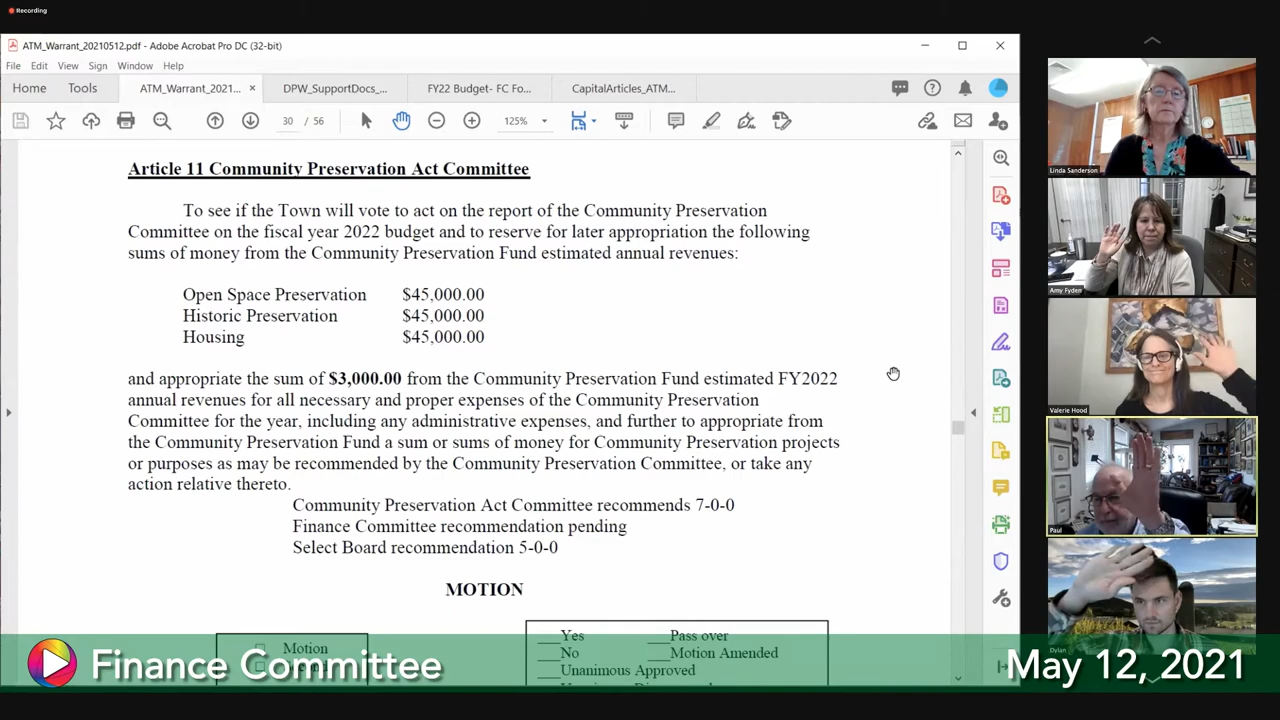 Recording
ATM_Warrant_20210512.pdf - Adobe Acrobat Pro DC (32-bit)
File Edit View Sign Window Help
Home Tools ATM_Warrant_2021... × DPW_SupportDocs_... FY22 Budget- FC Fo... CapitalArticles_ATM...
30 / 56 125%
Article 11 Community Preservation Act Committee
To see if the Town will vote to act on the report of the Community Preservation
Committee on the fiscal year 2022 budget and to reserve for later appropriation the following
sums of money from the Community Preservation Fund estimated annual revenues:
Open Space Preservation $45,000.00
Historic Preservation $45,000.00
Housing $45,000.00
and appropriate the sum of $3,000.00 from the Community Preservation Fund estimated FY2022
annual revenues for all necessary and proper expenses of the Community Preservation
Committee for the year, including any administrative expenses, and further to appropriate from
the Community Preservation Fund a sum or sums of money for Community Preservation projects
or purposes as may be recommended by the Community Preservation Committee, or take any
action relative thereto.
Community Preservation Act Committee recommends 7-0-0
Finance Committee recommendation pending
Select Board recommendation 5-0-0
MOTION
Motion
___Yes ___Pass over
___No ___Motion Amended
___Unanimous Approved
Linda Sanderson
Amy Fyden
Valerie Hood
Paul
Dylan
Finance Committee
May 12, 2021